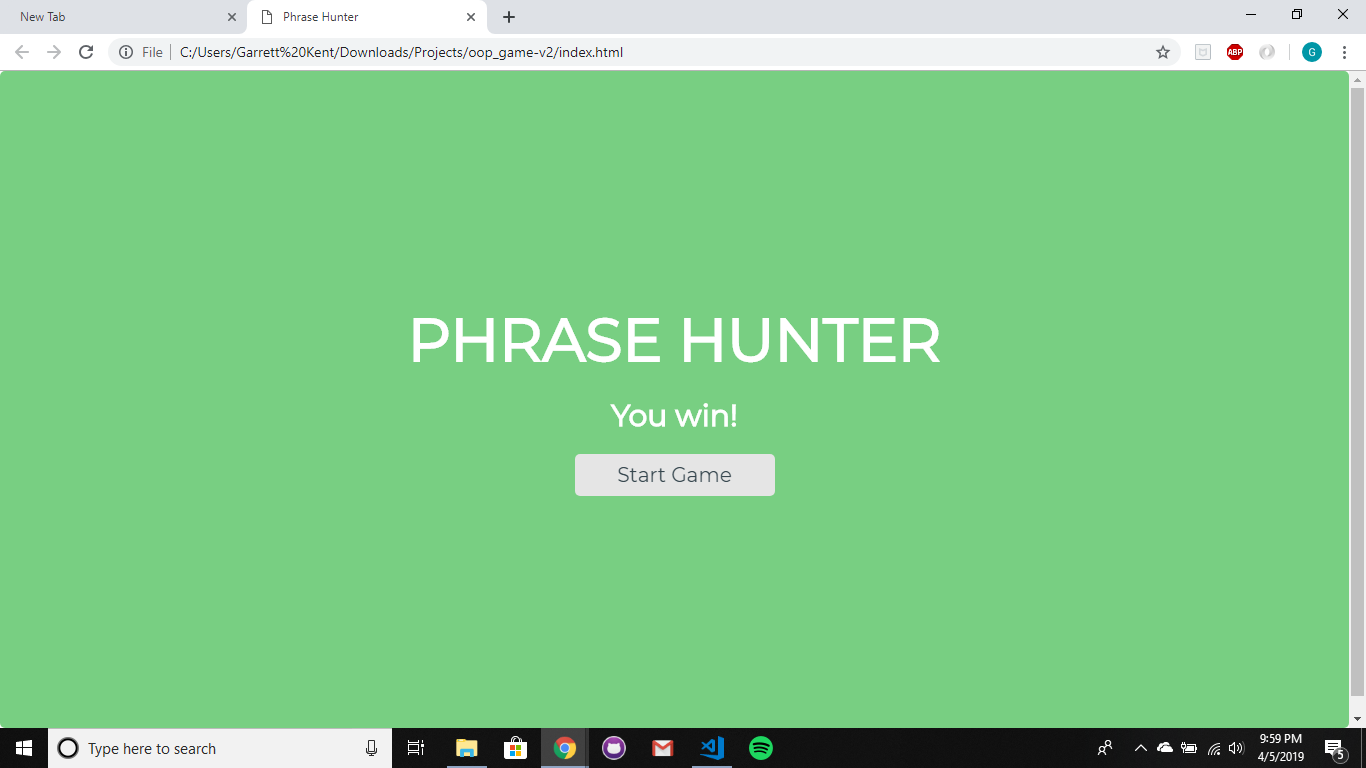 New Tab
Phrase Hunter
File
C:/Users/Garrett%20Kent/Downloads/Projects/oop_game-v2/index.html
ABP
G
PHRASE HUNTER
You win!
Start Game
Type here to search
9:59 PM
4/5/2019
5